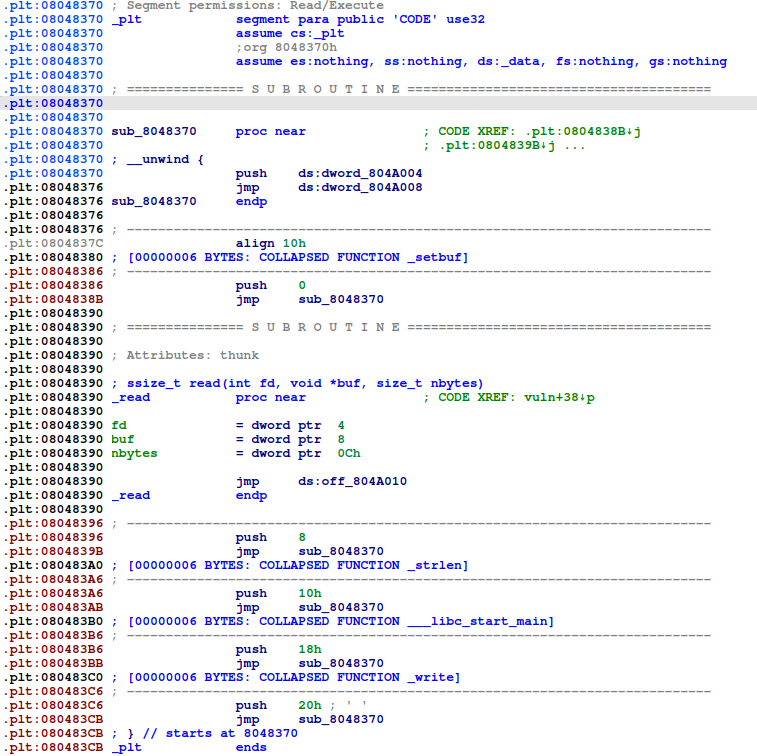 .plt:08048370 ; Segment permissions: Read/Execute
.plt:08048370 _plt segment para public 'CODE' use32
.plt:08048370 assume cs:_plt
.plt:08048370 ;org 8048370h
.plt:08048370 assume es:nothing, ss:nothing, ds:_data, fs:nothing, gs:nothing
.plt:08048370
.plt:08048370 ; =============== S U B R O U T I N E =======================================
.plt:08048370
.plt:08048370
.plt:08048370 sub_8048370 proc near ; CODE XREF: .plt:0804838B↓j
.plt:08048370 ; .plt:0804839B↓j ...
.plt:08048370 ; __unwind {
.plt:08048370 push ds:dword_804A004
.plt:08048376 jmp ds:dword_804A008
.plt:08048376 sub_8048370 endp
.plt:08048376
.plt:08048376 ; ---------------------------------------------------------------------------
.plt:0804837C align 10h
.plt:08048380 ; [00000006 BYTES: COLLAPSED FUNCTION _setbuf]
.plt:08048386 ; ---------------------------------------------------------------------------
.plt:08048386 push 0
.plt:0804838B jmp sub_8048370
.plt:08048390
.plt:08048390 ; =============== S U B R O U T I N E =======================================
.plt:08048390
.plt:08048390 ; Attributes: thunk
.plt:08048390
.plt:08048390 ; ssize_t read(int fd, void *buf, size_t nbytes)
.plt:08048390 _read proc near ; CODE XREF: vuln+38↓p
.plt:08048390
.plt:08048390 fd = dword ptr 4
.plt:08048390 buf = dword ptr 8
.plt:08048390 nbytes = dword ptr 0Ch
.plt:08048390
.plt:08048390 jmp ds:off_804A010
.plt:08048390 _read endp
.plt:08048390
.plt:08048396 ; ---------------------------------------------------------------------------
.plt:08048396 push 8
.plt:0804839B jmp sub_8048370
.plt:080483A0 ; [00000006 BYTES: COLLAPSED FUNCTION _strlen]
.plt:080483A6 ; ---------------------------------------------------------------------------
.plt:080483A6 push 10h
.plt:080483AB jmp sub_8048370
.plt:080483B0 ; [00000006 BYTES: COLLAPSED FUNCTION ___libc_start_main]
.plt:080483B6 ; ---------------------------------------------------------------------------
.plt:080483B6 push 18h
.plt:080483BB jmp sub_8048370
.plt:080483C0 ; [00000006 BYTES: COLLAPSED FUNCTION _write]
.plt:080483C6 ; ---------------------------------------------------------------------------
.plt:080483C6 push 20h ; ' '
.plt:080483CB jmp sub_8048370
.plt:080483CB ; } // starts at 8048370
.plt:080483CB _plt ends